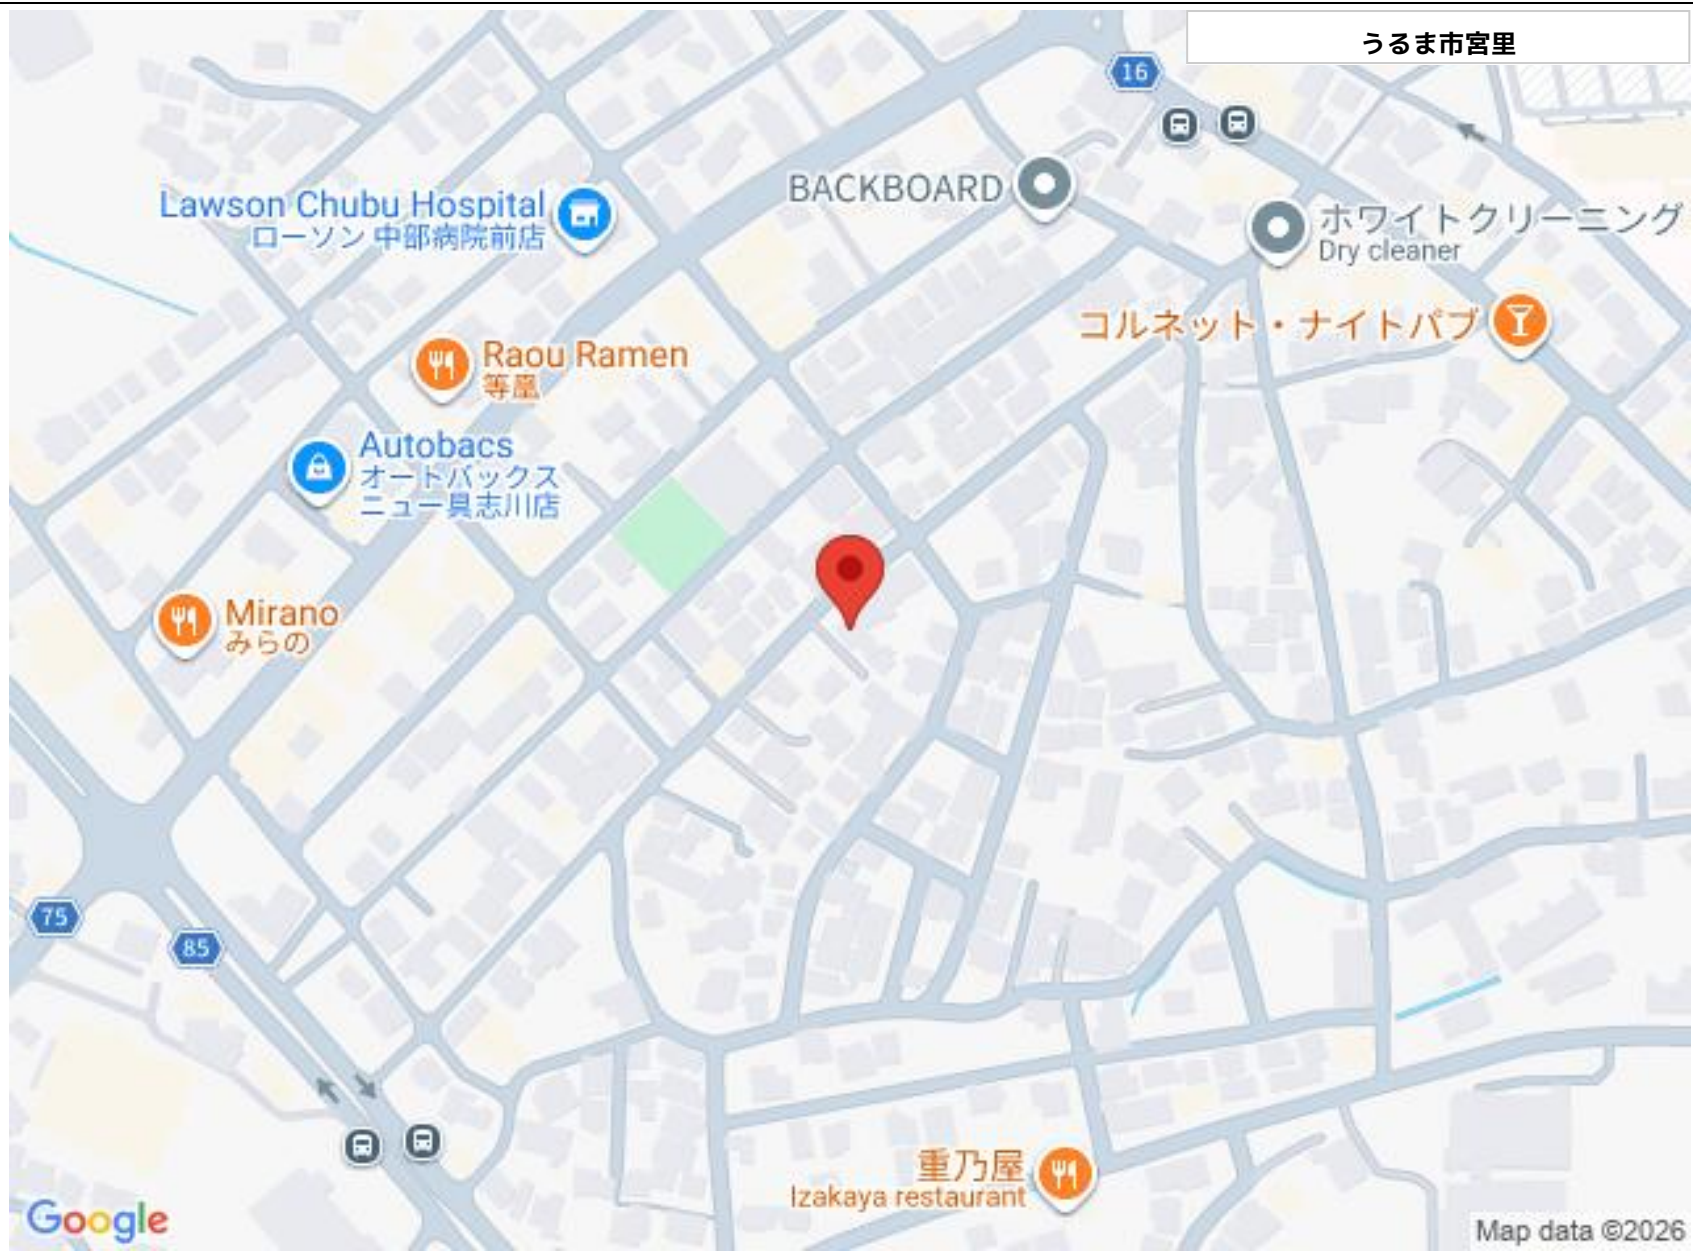 うるま市宮里
16
BACKBOARD
Lawson Chubu Hospital
ローソン 中部病院前店
ホワイトクリーニング
Dry cleaner
コルネット・ナイトパブ
Raou Ramen
等凰
Autobacs
オートバックス
ニュー具志川店
Mirano
みらの
75
85
重乃屋
Izakaya restaurant
Google
Map data ©2026